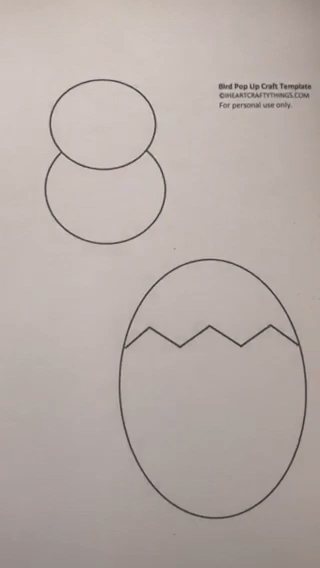 Bird Pop Up Craft Template
©IHEARTCRAFTYTHINGS.COM
For personal use only.